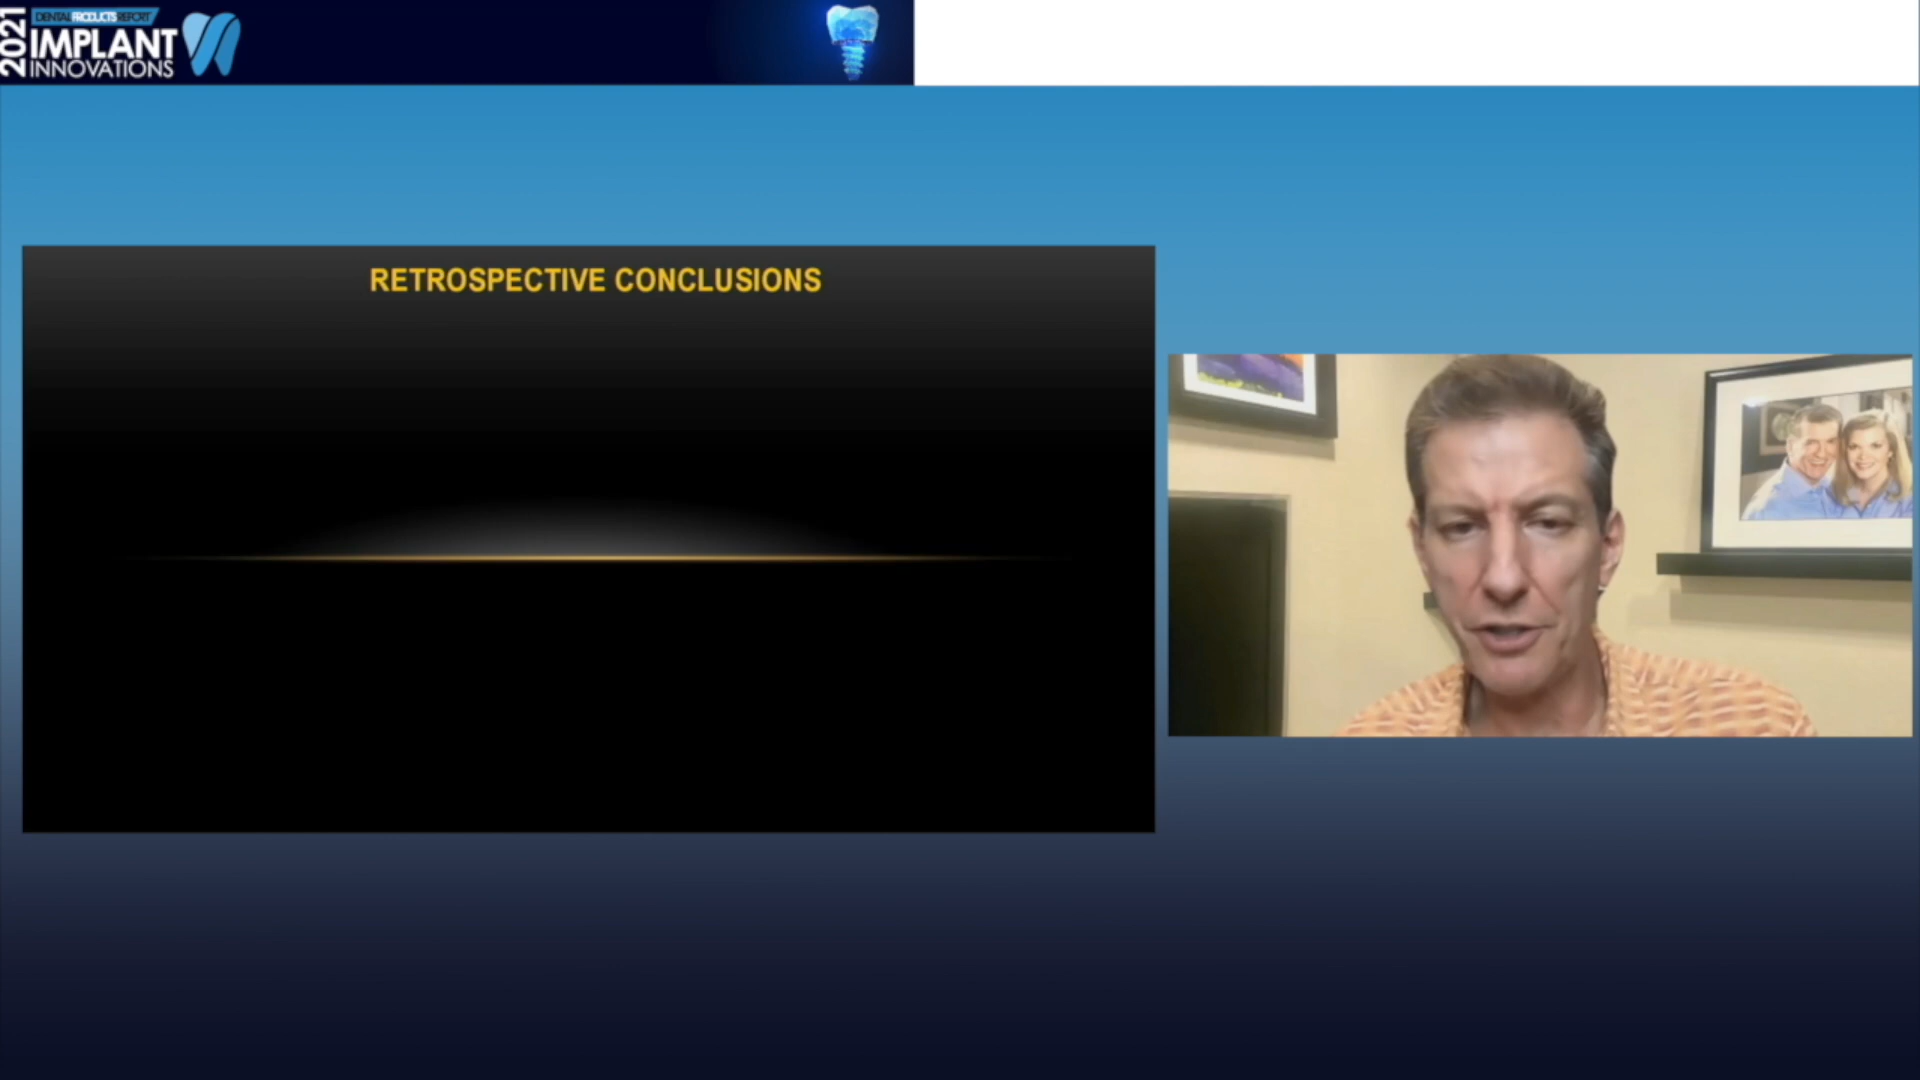 2021
DENTAL PRODUCTS REPORT
IMPLANT
INNOVATIONS
RETROSPECTIVE CONCLUSIONS